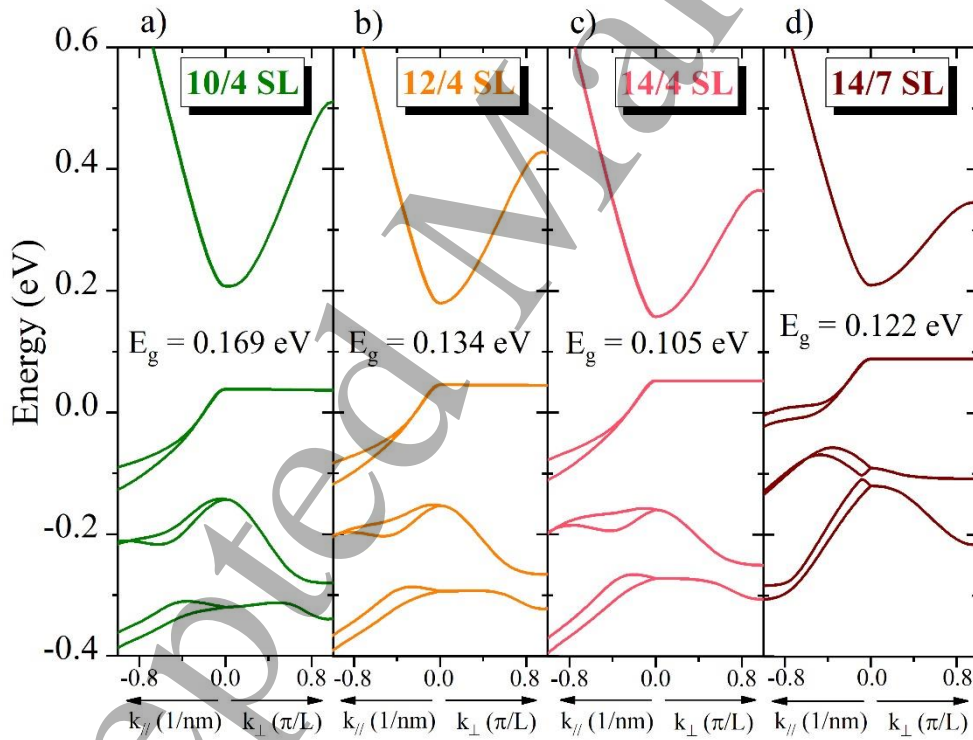 a) b) c) d)
10/4 SL 12/4 SL 14/4 SL 14/7 SL
Energy (eV)
0.6
0.4
0.2
0.0
-0.2
-0.4
E_g = 0.169 eV E_g = 0.134 eV E_g = 0.105 eV E_g = 0.122 eV
-0.8 0.0 0.8 -0.8 0.0 0.8 -0.8 0.0 0.8 -0.8 0.0 0.8
k_// (1/nm) k_⊥ (π/L) k_// (1/nm) k_⊥ (π/L) k_// (1/nm) k_⊥ (π/L) k_// (1/nm) k_⊥ (π/L)
epted Ma